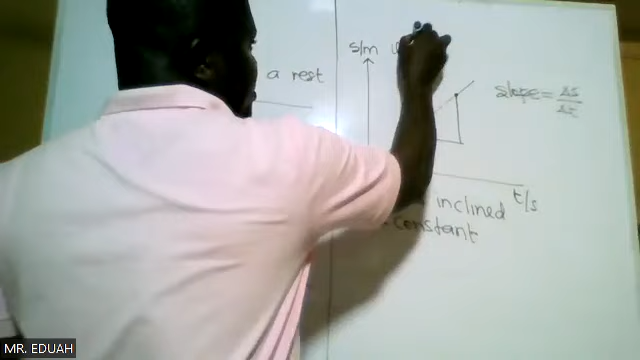 s/m
a rest
slope = Δs
Δt
t/s
inclined
constant
MR. EDUAH